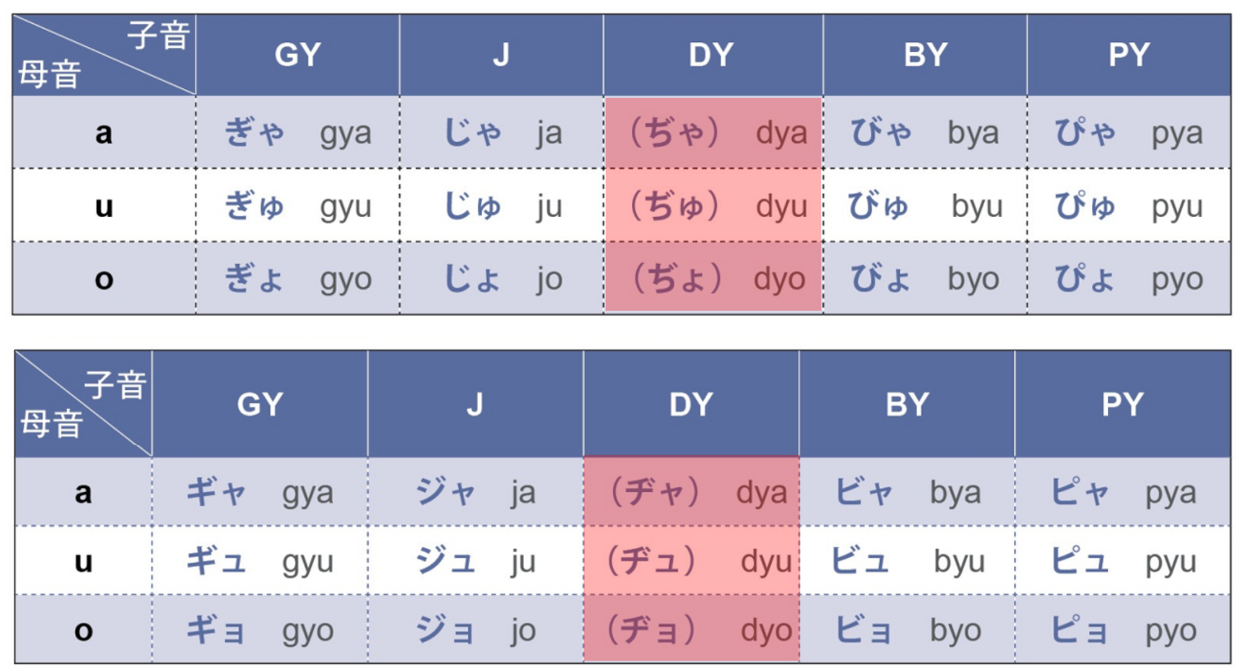 子音 母音 GY J DY BY PY
a ぎゃ gya じゃ ja (ぢゃ) dya びゃ bya ぴゃ pya
u ぎゅ gyu じゅ ju (ぢゅ) dyu びゅ byu ぴゅ pyu
o ぎょ gyo じょ jo (ぢょ) dyo びょ byo ぴょ pyo
子音 母音 GY J DY BY PY
a ギャ gya ジャ ja (ヂャ) dya ビャ bya ピャ pya
u ギュ gyu ジュ ju (ヂュ) dyu ビュ byu ピュ pyu
o ギョ gyo ジョ jo (ヂョ) dyo ビョ byo ピョ pyo